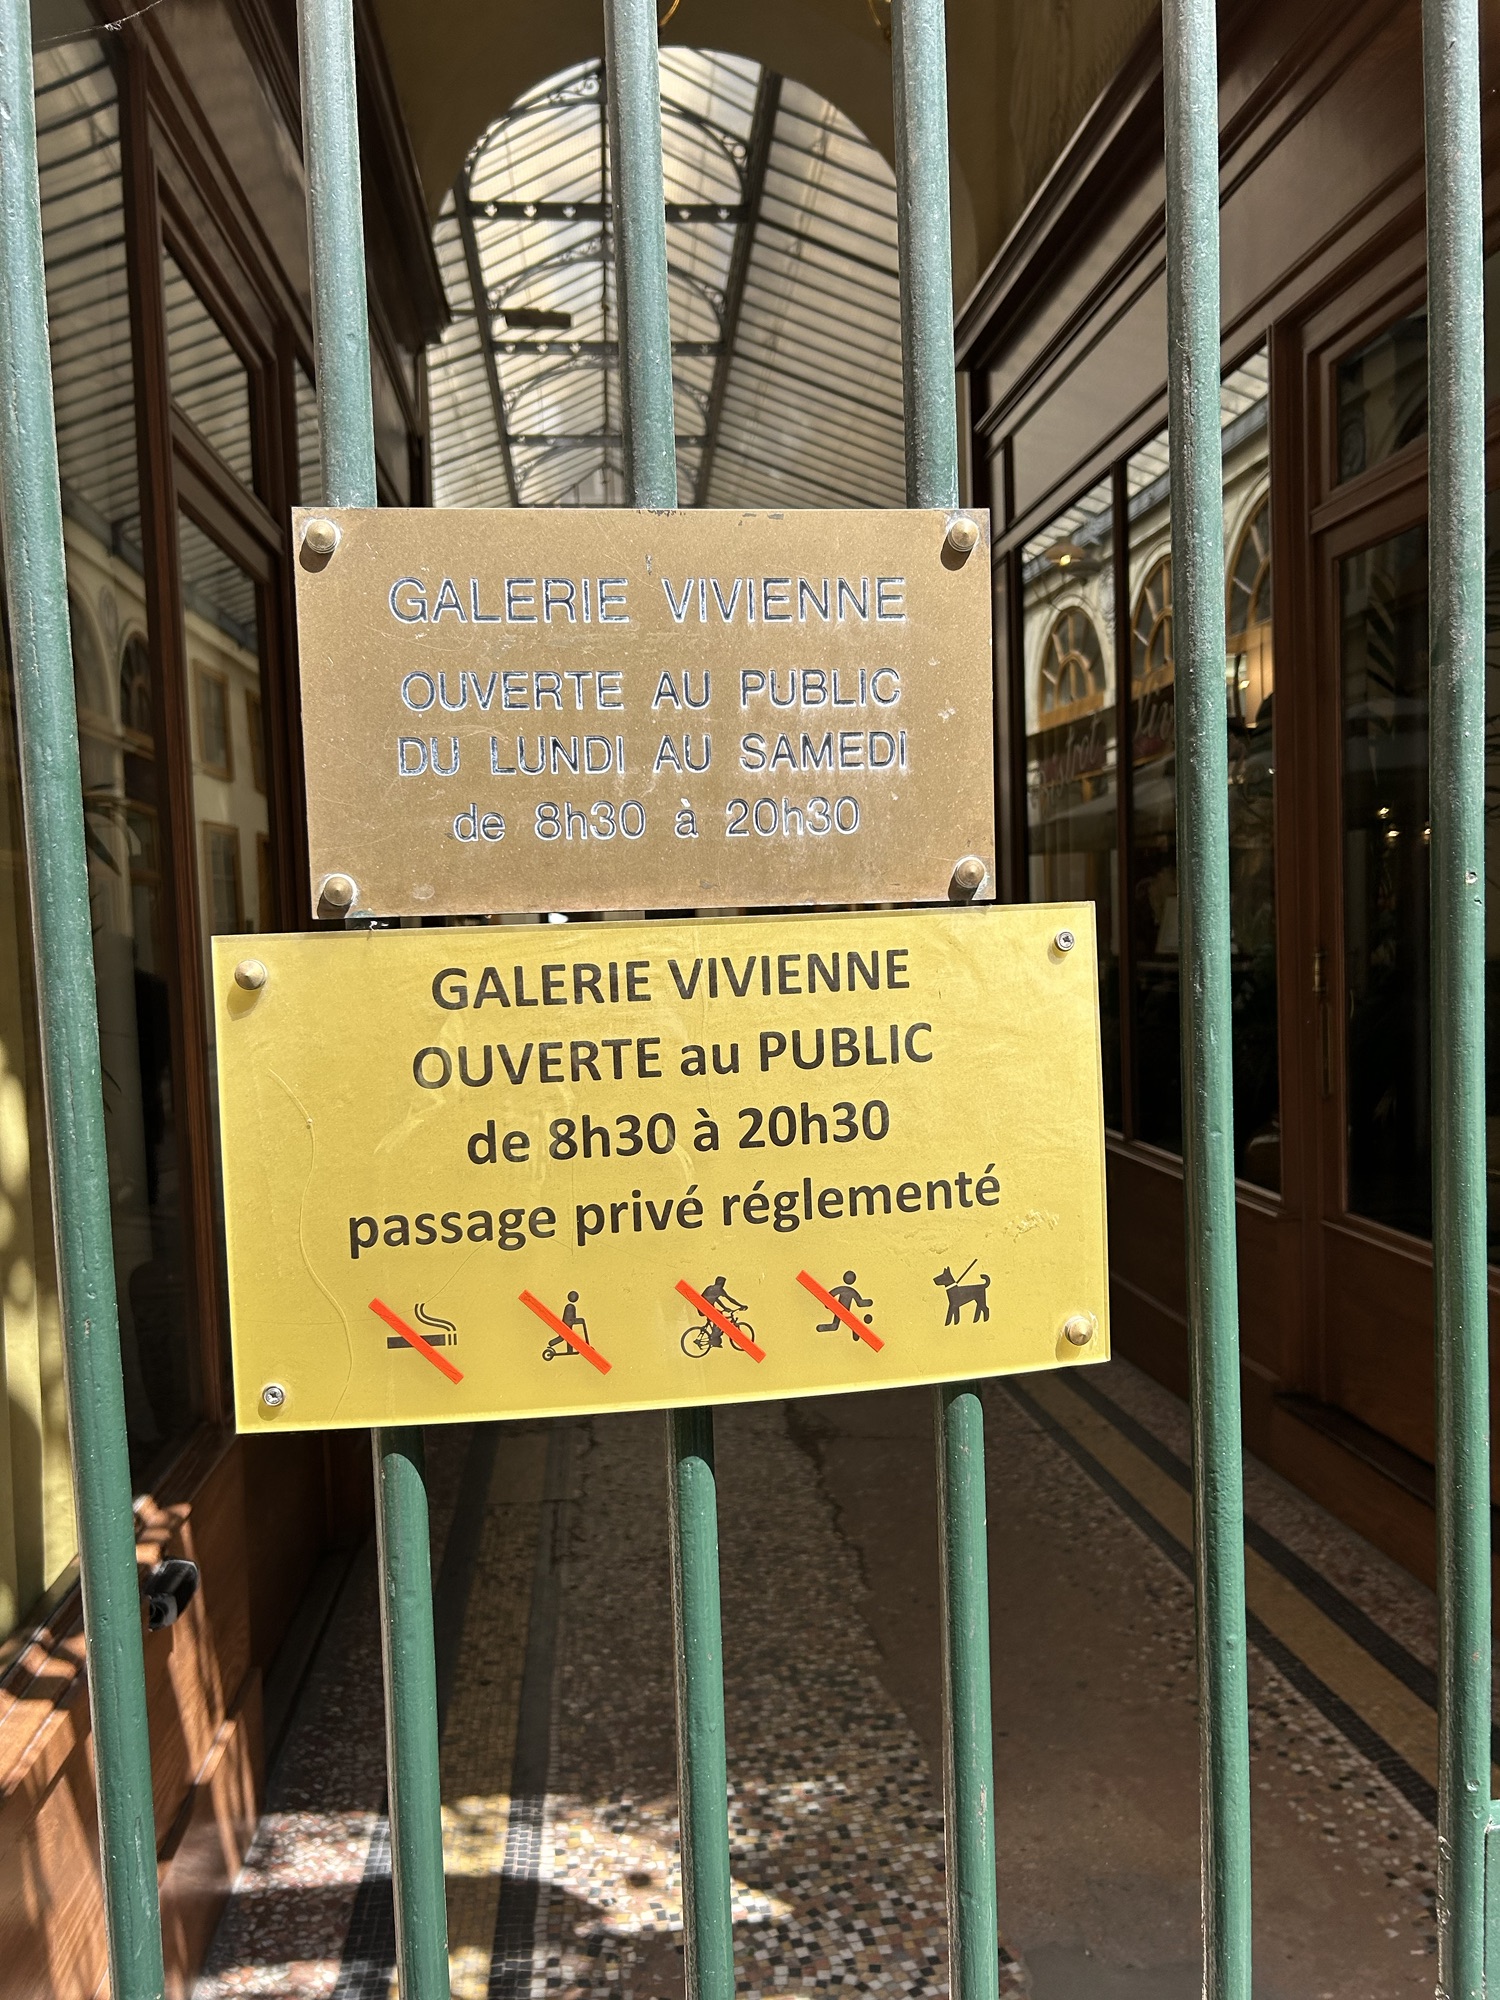 GALERIE VIVIENNE
OUVERTE AU PUBLIC
DU LUNDI AU SAMEDI
de 8h30 à 20h30
GALERIE VIVIENNE
OUVERTE au PUBLIC
de 8h30 à 20h30
passage privé réglementé